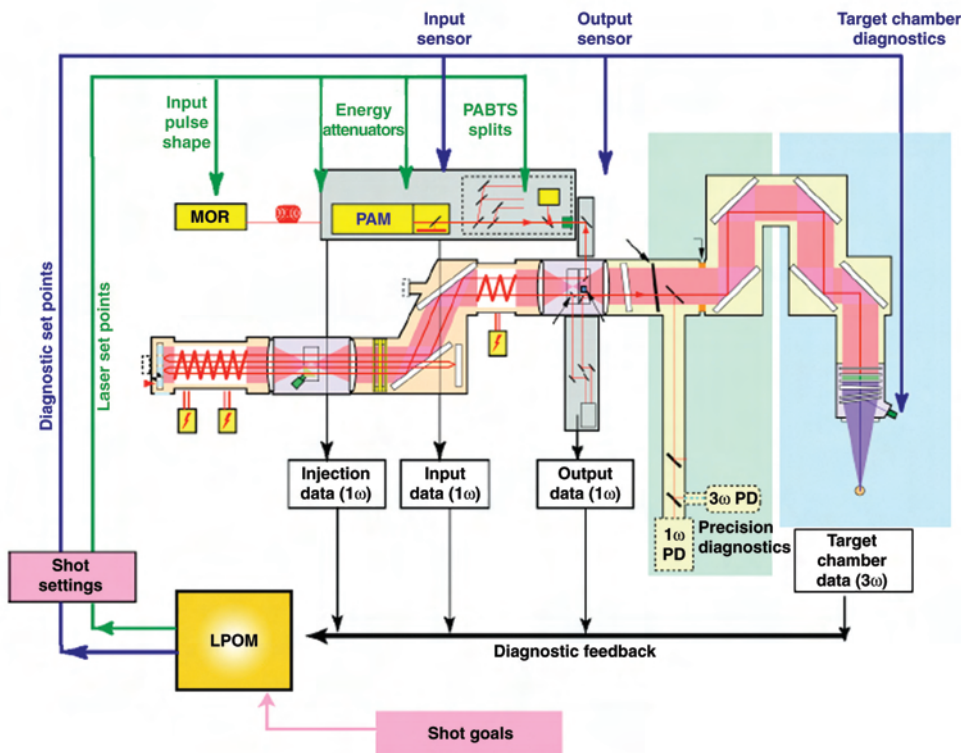 Input
sensor
Output
sensor
Target chamber
diagnostics
Input
pulse
shape
Energy
attenuators
PABTS
splits
MOR
PAM
Diagnostic set points
Laser set points
Injection
data (1ω)
Input
data (1ω)
Output
data (1ω)
3ω PD
1ω
PD
Precision
diagnostics
Target
chamber
data (3ω)
Shot
settings
LPOM
Diagnostic feedback
Shot goals